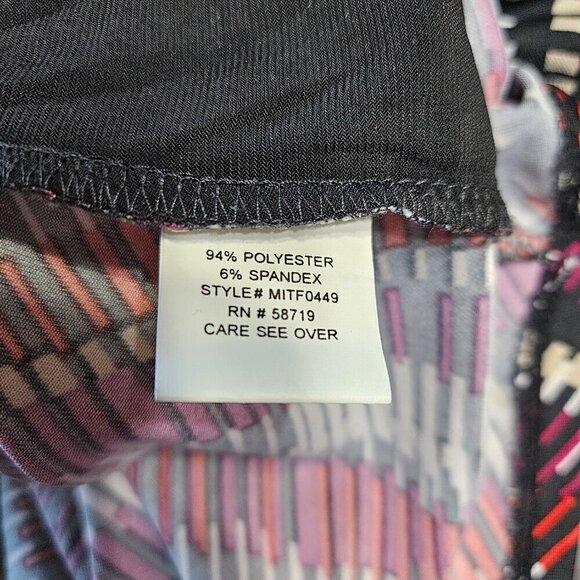 94% POLYESTER
6% SPANDEX
STYLE# MITF0449
RN # 58719
CARE SEE OVER